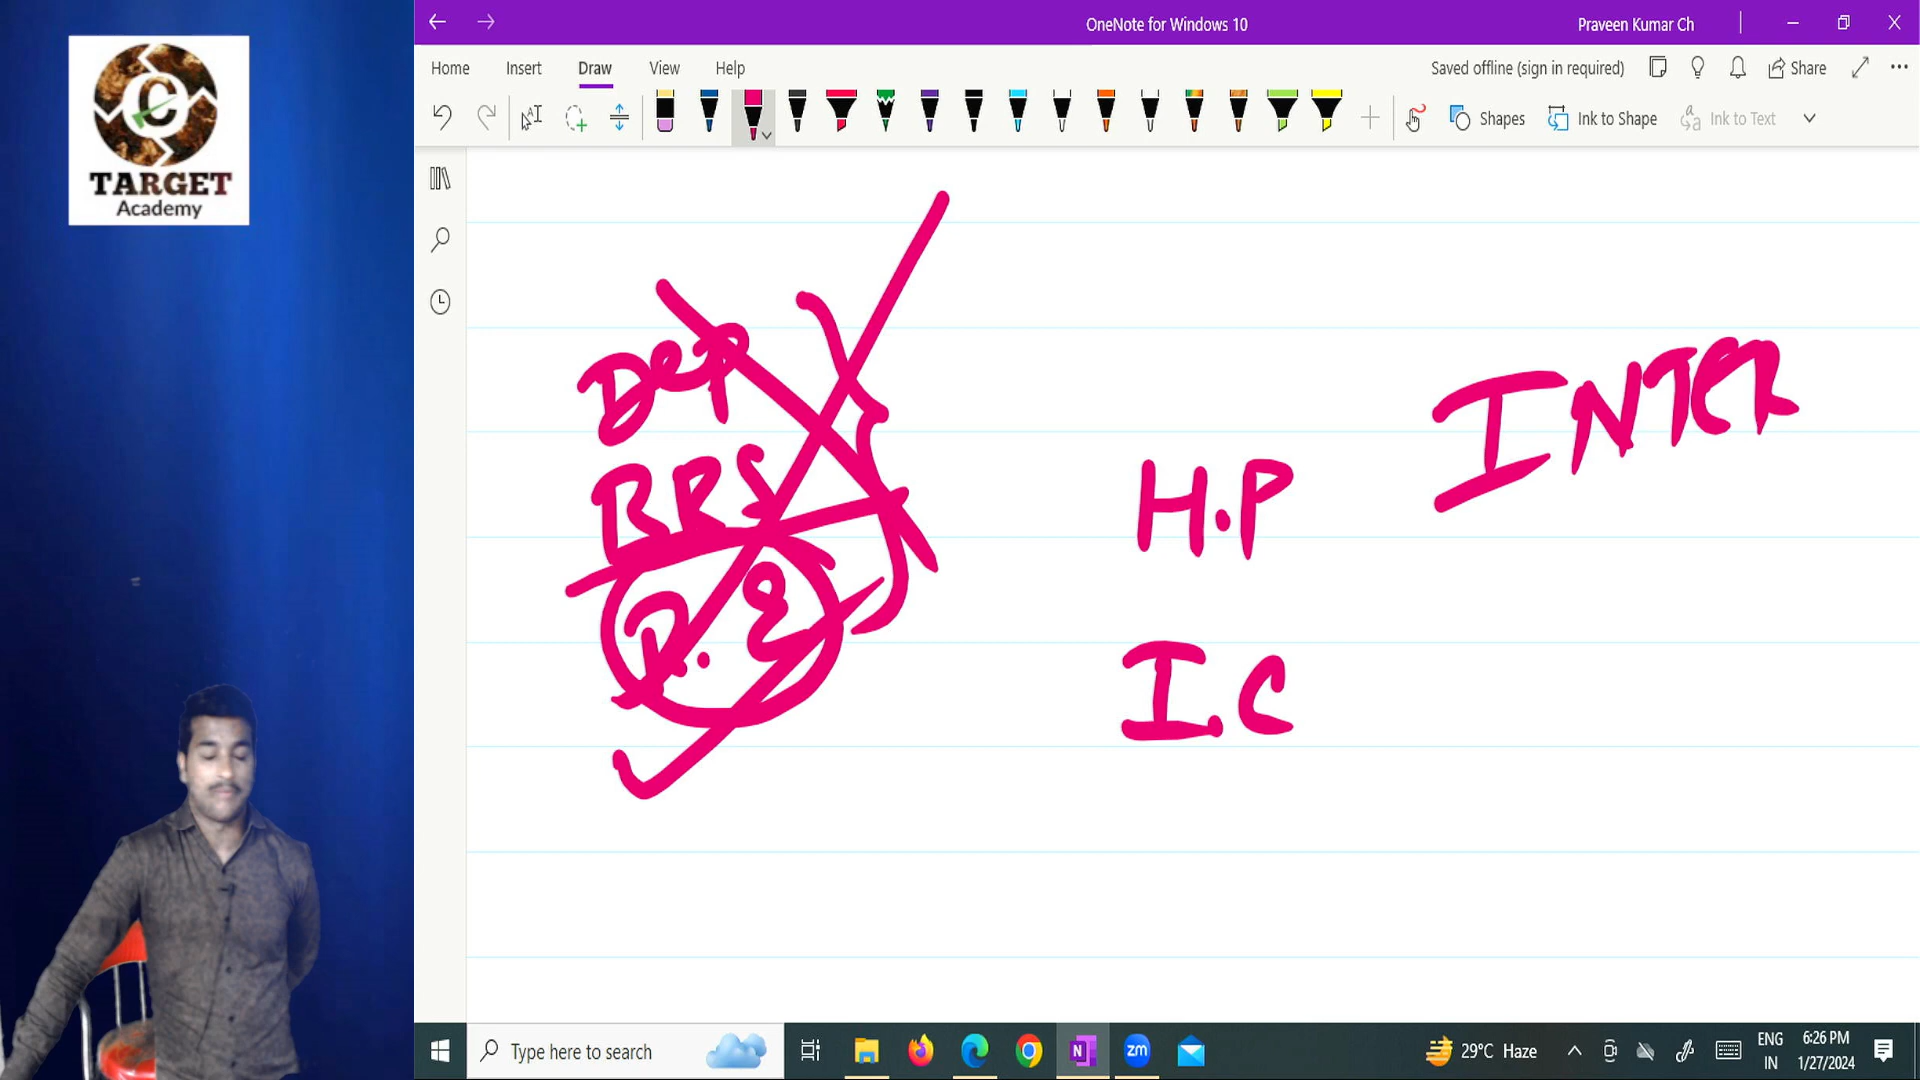 TARGET
Academy
OneNote for Windows 10
Praveen Kumar Ch
Home Insert Draw View Help
Saved offline (sign in required)
Share
Shapes
Ink to Shape
Ink to Text
Dep
BRS
INTER
H.P
I.C
Type here to search
zm
29°C Haze
ENG
IN
6:26 PM
1/27/2024